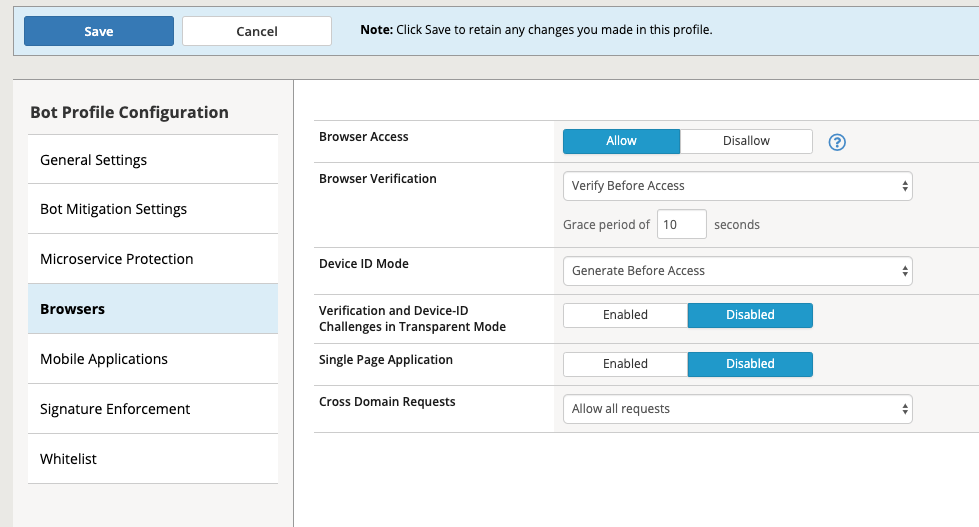 Save
Cancel
Note: Click Save to retain any changes you made in this profile.
Bot Profile Configuration
General Settings
Bot Mitigation Settings
Microservice Protection
Browsers
Mobile Applications
Signature Enforcement
Whitelist
Browser Access
Allow
Disallow
?
Browser Verification
Verify Before Access
Grace period of 10 seconds
Device ID Mode
Generate Before Access
Verification and Device-ID
Challenges in Transparent Mode
Enabled
Disabled
Single Page Application
Enabled
Disabled
Cross Domain Requests
Allow all requests